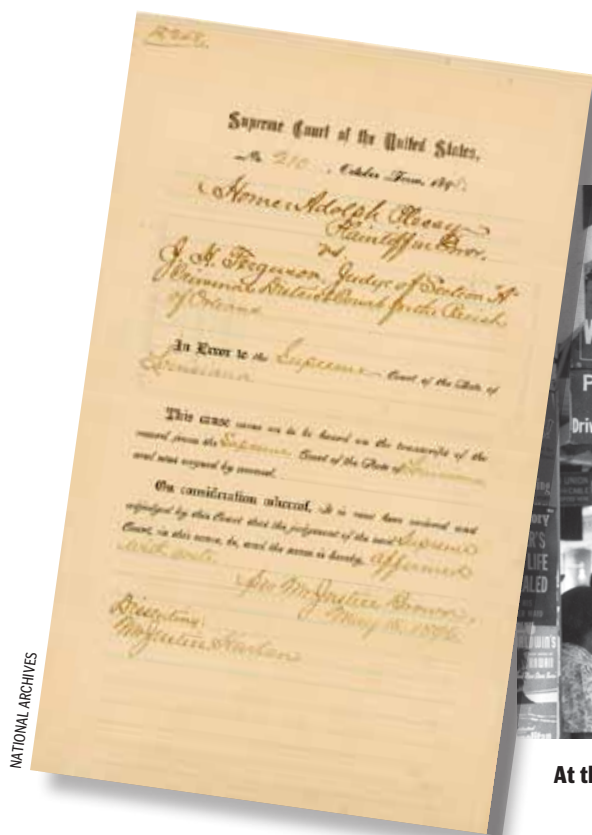 Supreme Court of the United States,
No. 210, October Term, 189
Homer Adolph Plessy
Plaintiff in Error,
vs
J. H. Ferguson, Judge of Section "A"
Criminal District Court for the Parish
of Orleans
In Error to the Supreme Court of the State of
Louisiana
This cause came on to be heard on the transcript of the
record from the Supreme Court of the State of Louisiana
and was argued by counsel.
On consideration whereof, It is now here ordered and
adjudged by this Court that the judgment of the said Supreme
Court, in this cause, be, and the same is hereby, affirmed
with costs.
per Mr Justice Brown,
May 18, 1896.
Dissenting:
Mr Justice Harlan
NATIONAL ARCHIVES
P
Driv
UNION
ory
R'S
LIFE
ALED
LDWIN'S
At th